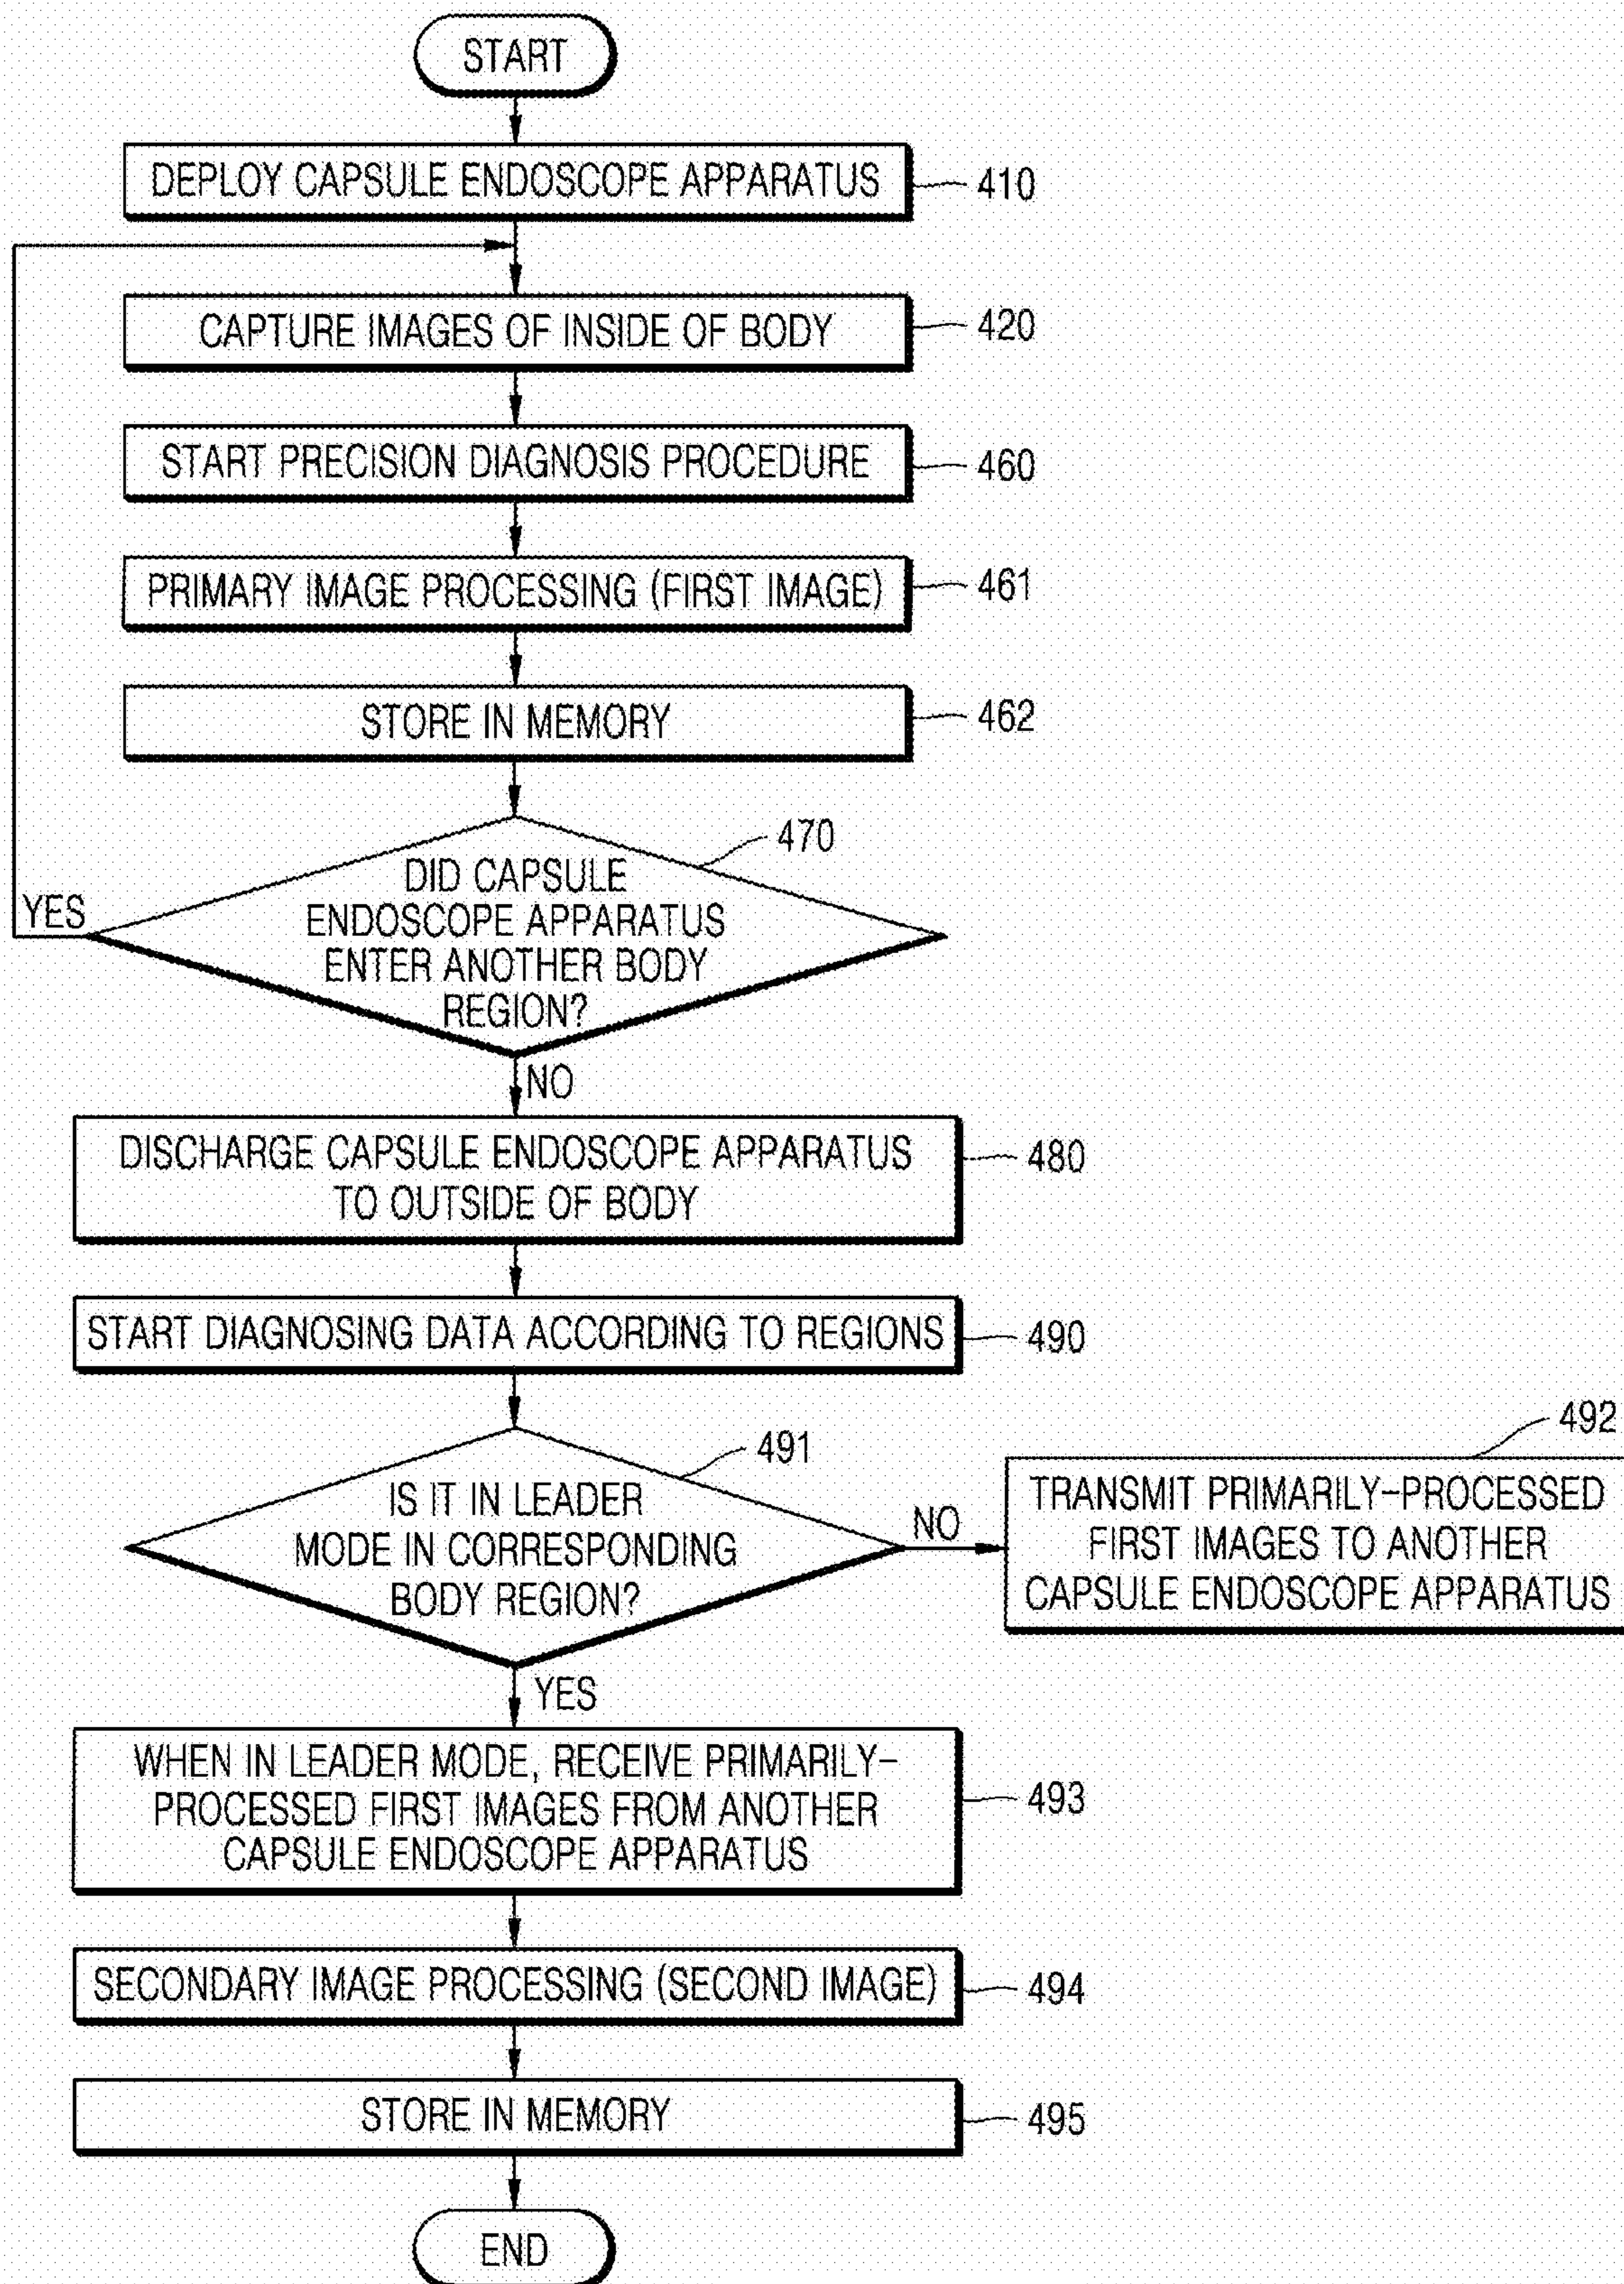 START
DEPLOY CAPSULE ENDOSCOPE APPARATUS
410
CAPTURE IMAGES OF INSIDE OF BODY
420
START PRECISION DIAGNOSIS PROCEDURE
460
PRIMARY IMAGE PROCESSING (FIRST IMAGE)
461
STORE IN MEMORY
462
470
DID CAPSULE
ENDOSCOPE APPARATUS
ENTER ANOTHER BODY
REGION?
YES
NO
DISCHARGE CAPSULE ENDOSCOPE APPARATUS
TO OUTSIDE OF BODY
480
START DIAGNOSING DATA ACCORDING TO REGIONS
490
491
IS IT IN LEADER
MODE IN CORRESPONDING
BODY REGION?
NO
492
TRANSMIT PRIMARILY-PROCESSED
FIRST IMAGES TO ANOTHER
CAPSULE ENDOSCOPE APPARATUS
YES
WHEN IN LEADER MODE, RECEIVE PRIMARILY-
PROCESSED FIRST IMAGES FROM ANOTHER
CAPSULE ENDOSCOPE APPARATUS
493
SECONDARY IMAGE PROCESSING (SECOND IMAGE)
494
STORE IN MEMORY
495
END